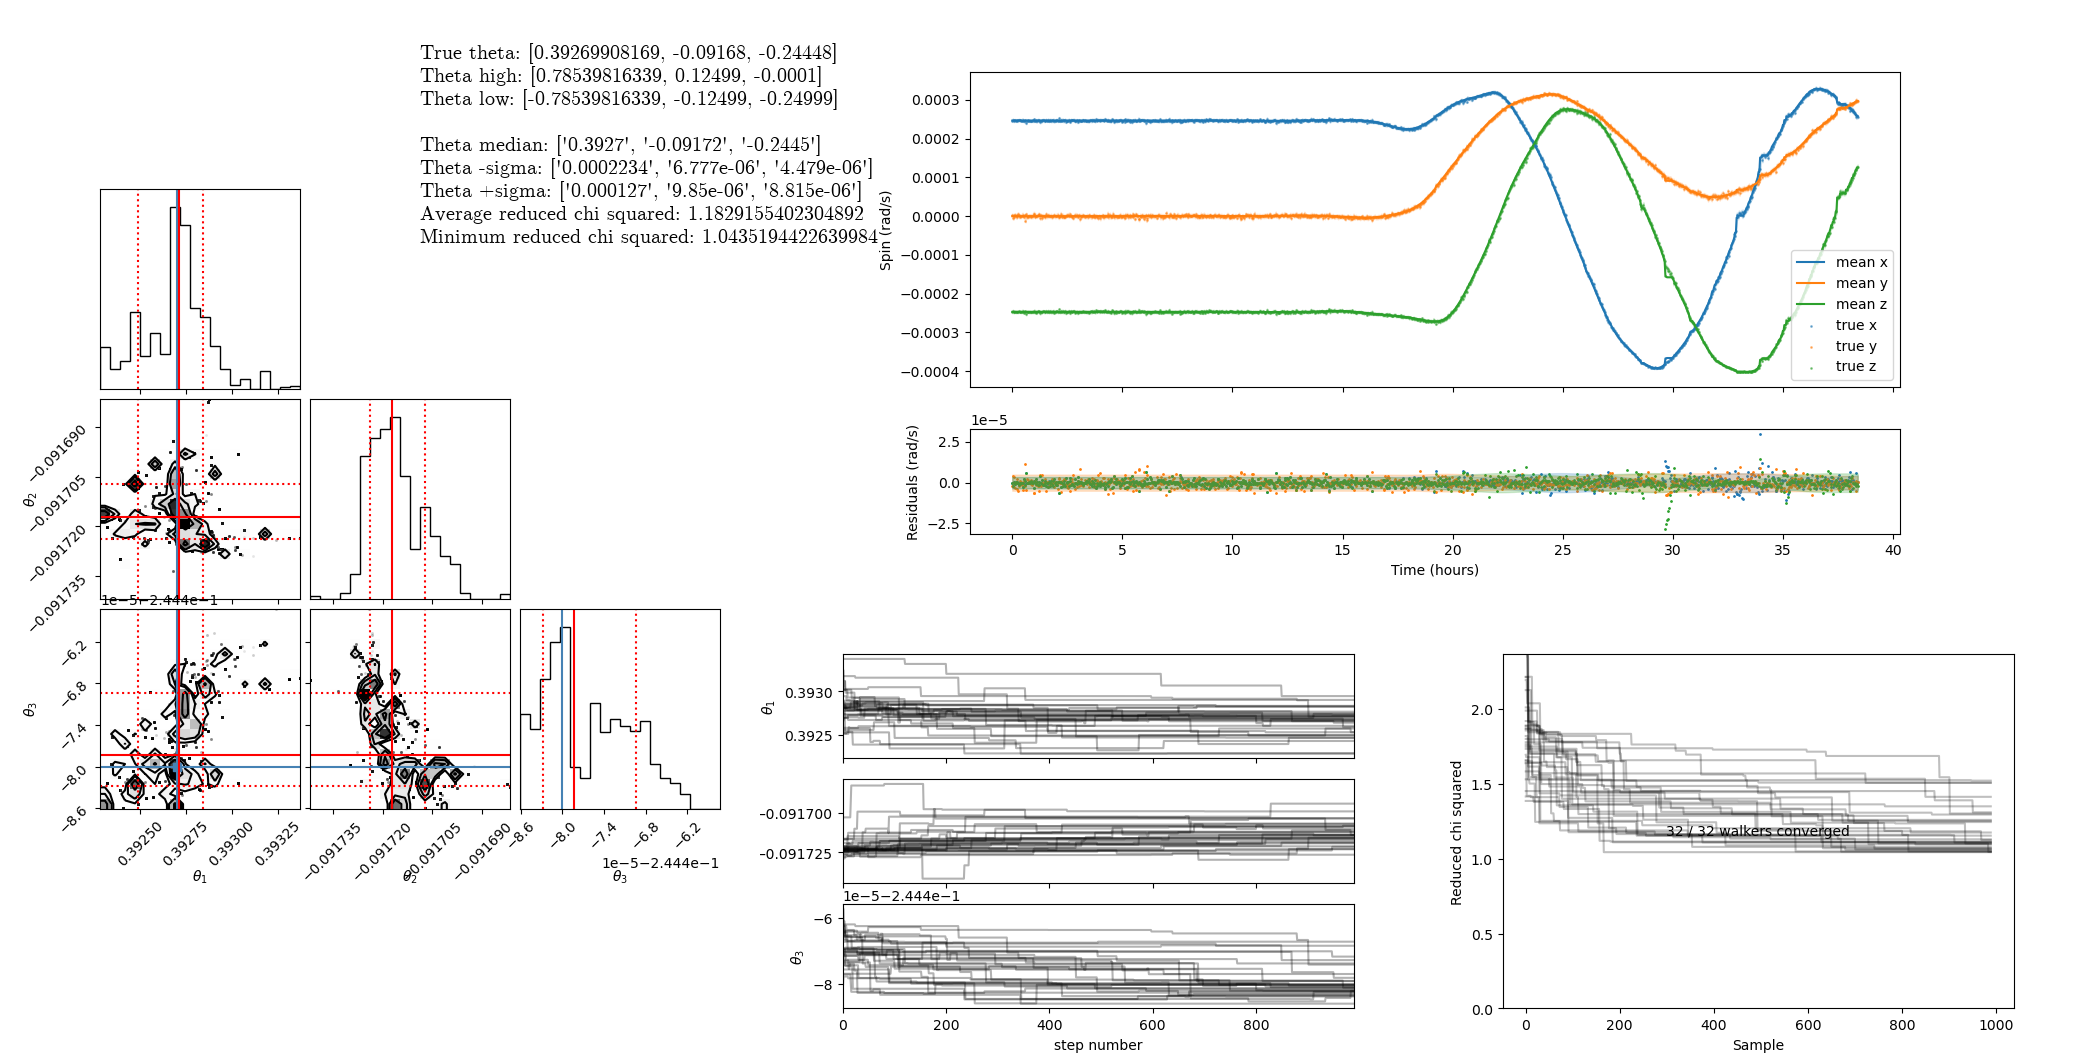 True theta: [0.39269908169, -0.09168, -0.24448]
Theta high: [0.78539816339, 0.12499, -0.0001]
Theta low: [-0.78539816339, -0.12499, -0.24999]
Theta median: ['0.3927', '-0.09172', '-0.2445']
Theta -sigma: ['0.0002234', '6.777e-06', '4.479e-06']
Theta +sigma: ['0.000127', '9.85e-06', '8.815e-06']
Average reduced chi squared: 1.1829155402304892
Minimum reduced chi squared: 1.0435194422639984
Spin (rad/s)
0.0003
0.0002
0.0001
0.0000
−0.0001
−0.0002
−0.0003
−0.0004
mean x
mean y
mean z
true x
true y
true z
1e−5
Residuals (rad/s)
2.5
0.0
−2.5
0 5 10 15 20 25 30 35 40
Time (hours)
θ2
−0.091690
−0.091705
−0.091720
−0.091735
1e−5−2.444e−1
θ3
−6.2
−6.8
−7.4
−8.0
−8.6
0.39250 0.39275 0.39300 0.39325
θ1
−0.091735 −0.091720 −0.091705 −0.091690
θ2
−8.6 −8.0 −7.4 −6.8 −6.2
1e−5−2.444e−1
θ3
θ1
0.3930
0.3925
−0.091700
−0.091725
1e−5−2.444e−1
θ3
−6
−8
0 200 400 600 800
step number
Reduced chi squared
2.0
1.5
1.0
0.5
0.0
32 / 32 walkers converged
0 200 400 600 800 1000
Sample